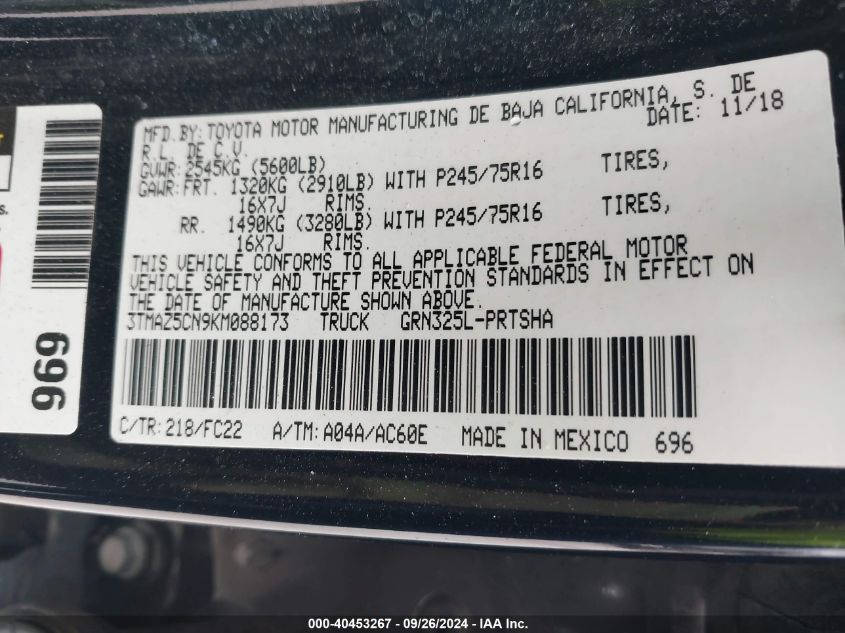 MFD. BY: TOYOTA MOTOR MANUFACTURING DE BAJA CALIFORNIA, S. DE
R.L. DE C.V. DATE: 11/18
GVWR: 2545KG (5600LB)
GAWR: FRT. 1320KG (2910LB) WITH P245/75R16 TIRES,
16X7J RIMS.
RR. 1490KG (3280LB) WITH P245/75R16 TIRES,
16X7J RIMS.
THIS VEHICLE CONFORMS TO ALL APPLICABLE FEDERAL MOTOR
VEHICLE SAFETY AND THEFT PREVENTION STANDARDS IN EFFECT ON
THE DATE OF MANUFACTURE SHOWN ABOVE.
3TMAZ5CN9KM088173 TRUCK GRN325L-PRTSHA
C/TR: 218/FC22 A/TM: A04A/AC60E MADE IN MEXICO 696
s.
696
000-40453267 - 09/26/2024 - IAA Inc.